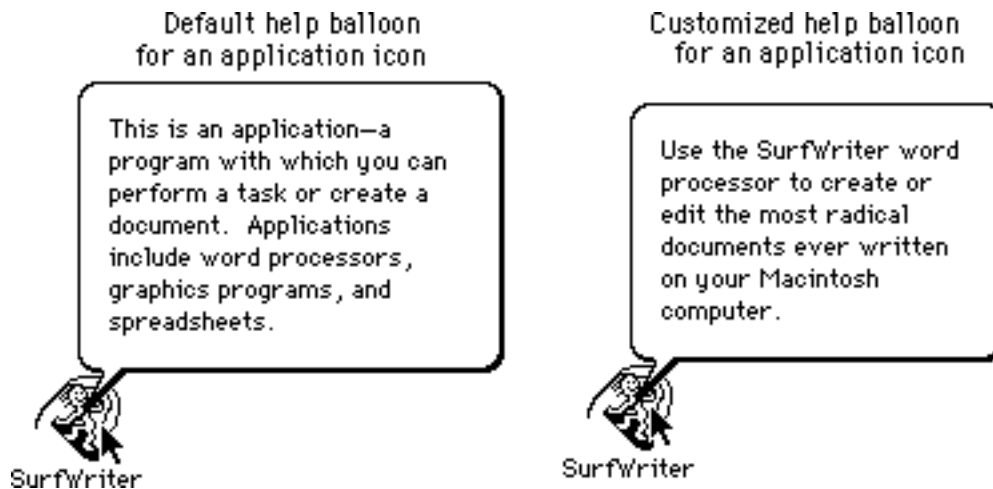 Default help balloon
for an application icon
This is an application—a
program with which you can
perform a task or create a
document.  Applications
include word processors,
graphics programs, and
spreadsheets.
SurfWriter
Customized help balloon
for an application icon
Use the SurfWriter word
processor to create or
edit the most radical
documents ever written
on your Macintosh
computer.
SurfWriter